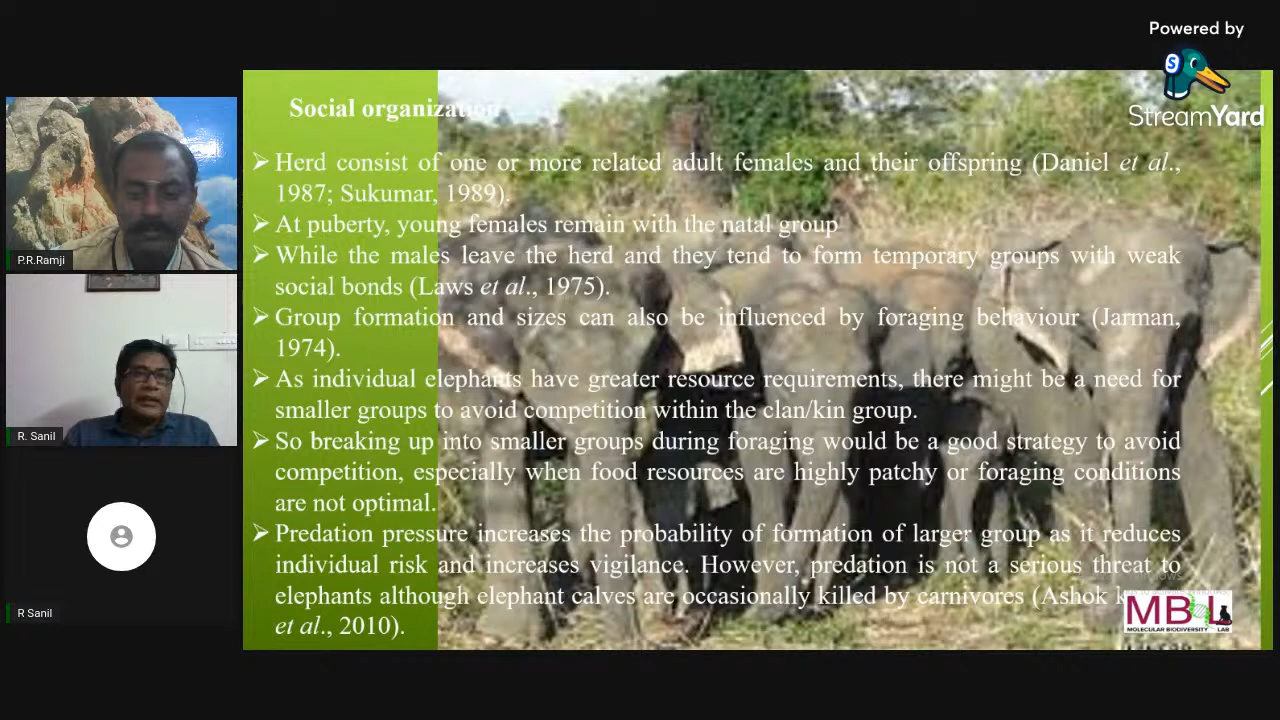 Powered by
StreamYard
Social organization
➢ Herd consist of one or more related adult females and their offspring (Daniel et al.,
1987; Sukumar, 1989).
➢ At puberty, young females remain with the natal group
➢ While the males leave the herd and they tend to form temporary groups with weak
social bonds (Laws et al., 1975).
➢ Group formation and sizes can also be influenced by foraging behaviour (Jarman,
1974).
➢ As individual elephants have greater resource requirements, there might be a need for
smaller groups to avoid competition within the clan/kin group.
➢ So breaking up into smaller groups during foraging would be a good strategy to avoid
competition, especially when food resources are highly patchy or foraging conditions
are not optimal.
➢ Predation pressure increases the probability of formation of larger group as it reduces
individual risk and increases vigilance. However, predation is not a serious threat to
elephants although elephant calves are occasionally killed by carnivores (Ashok
et al., 2010).
MBL
MOLECULAR BIODIVERSITY LAB
P.R.Ramji
R. Sanil
R Sanil